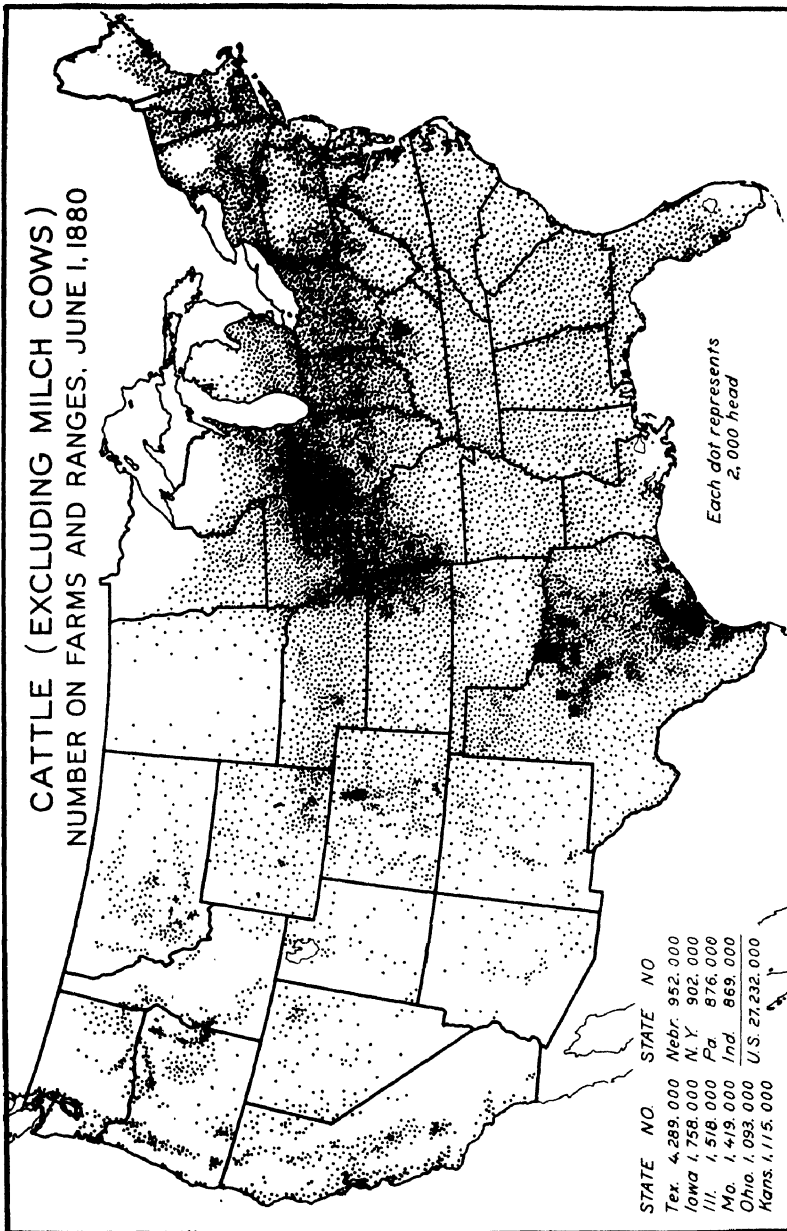 CATTLE (EXCLUDING MILCH COWS)
NUMBER ON FARMS AND RANGES, JUNE 1, 1880
Each dot represents
2,000 head
STATE NO. STATE NO
Tex. 4.289.000 Nebr. 952.000
Iowa 1.758.000 N.Y. 902.000
Ill. 1.518.000 Pa. 876.000
Mo. 1.419.000 Ind. 869.000
Ohio. 1.093.000 U.S. 27.232.000
Kans. 1.115.000